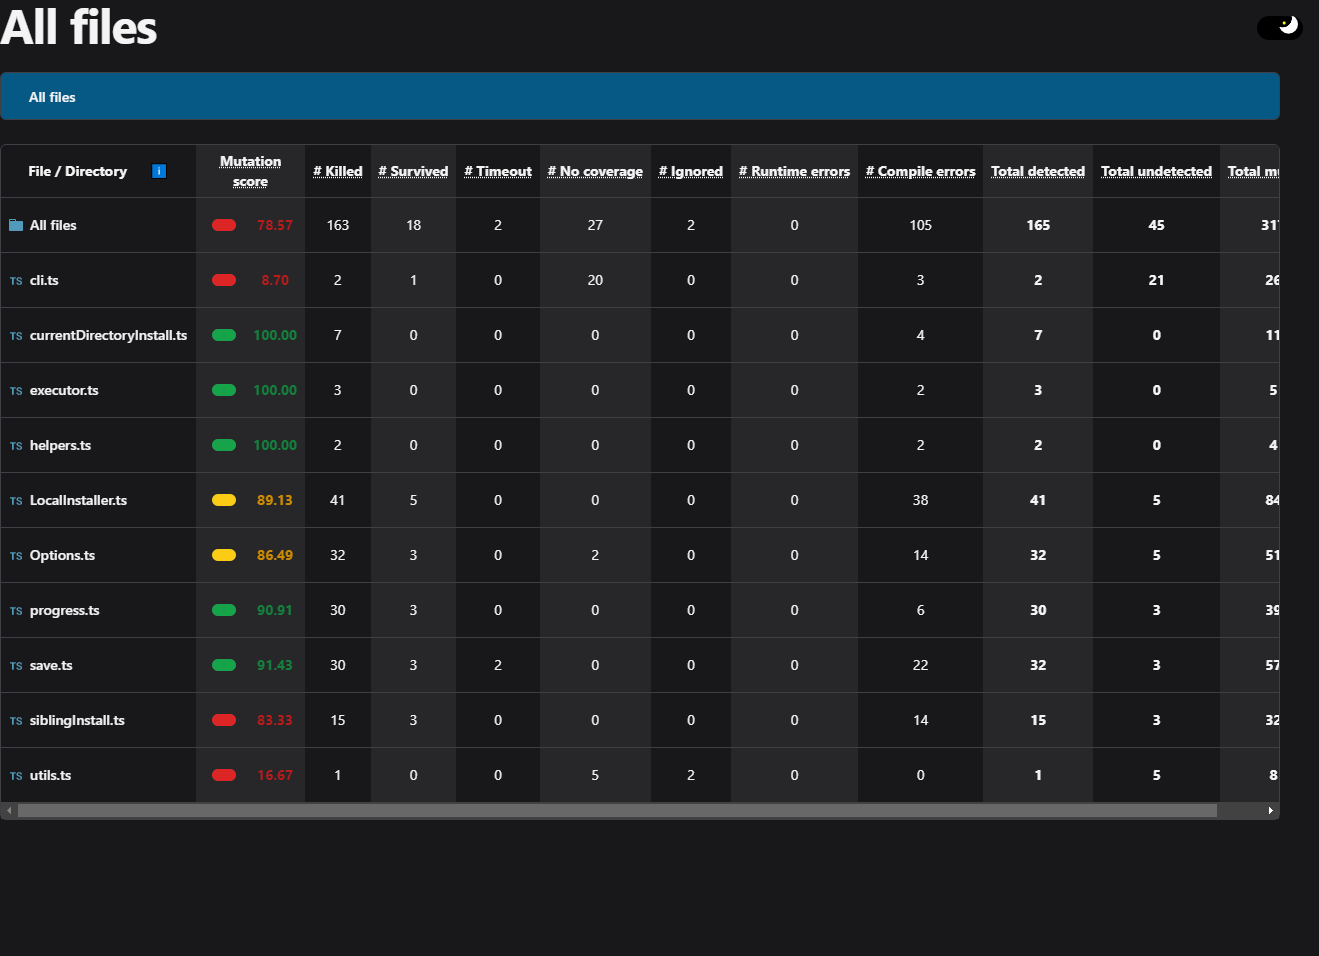 All files
All files
File / Directory i Mutation score # Killed # Survived # Timeout # No coverage # Ignored # Runtime errors # Compile errors Total detected Total undetected Total
All files 78.57 163 18 2 27 2 0 105 165 45
TS cli.ts 8.70 2 1 0 20 0 0 3 2 21 26
TS currentDirectoryInstall.ts 100.00 7 0 0 0 0 0 4 7 0 11
TS executor.ts 100.00 3 0 0 0 0 0 2 3 0 5
TS helpers.ts 100.00 2 0 0 0 0 0 2 2 0 4
TS LocalInstaller.ts 89.13 41 5 0 0 0 0 38 41 5 84
TS Options.ts 86.49 32 3 0 2 0 0 14 32 5 51
TS progress.ts 90.91 30 3 0 0 0 0 6 30 3 39
TS save.ts 91.43 30 3 2 0 0 0 22 32 3 57
TS siblingInstall.ts 83.33 15 3 0 0 0 0 14 15 3 32
TS utils.ts 16.67 1 0 0 5 2 0 0 1 5 8